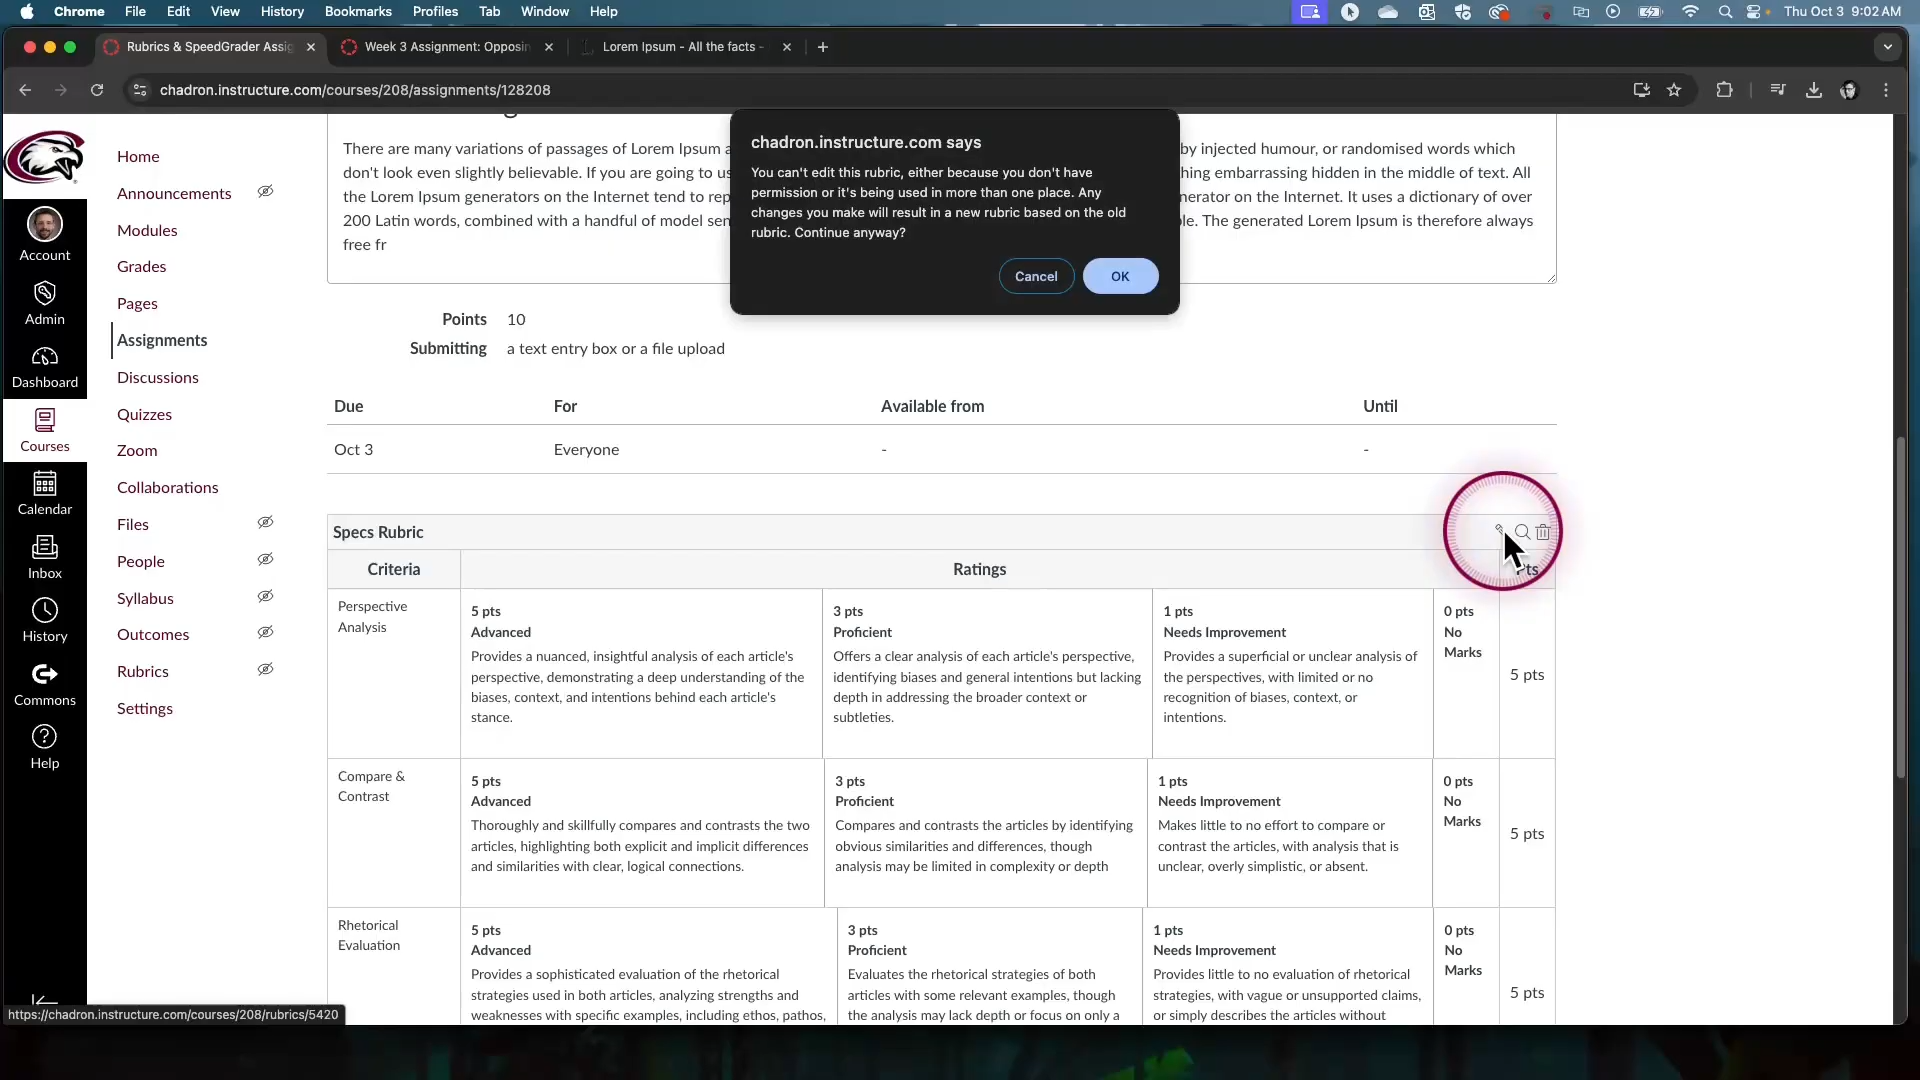 Chrome File Edit View History Bookmarks Profiles Tab Window Help Thu Oct 3 9:02 AM
Rubrics & SpeedGrader Assig
Week 3 Assignment: Opposin
Lorem Ipsum - All the facts -
chadron.instructure.com/courses/208/assignments/128208
Account
Admin
Dashboard
Courses
Calendar
Inbox
History
Commons
Help
Home
Announcements
Modules
Grades
Pages
Assignments
Discussions
Quizzes
Zoom
Collaborations
Files
People
Syllabus
Outcomes
Rubrics
Settings
There are many variations of passages of Lorem Ipsum a by injected humour, or randomised words which
don't look even slightly believable. If you are going to us hing embarrassing hidden in the middle of text. All
the Lorem Ipsum generators on the Internet tend to rep nerator on the Internet. It uses a dictionary of over
200 Latin words, combined with a handful of model sen le. The generated Lorem Ipsum is therefore always
free fr
chadron.instructure.com says
You can't edit this rubric, either because you don't have
permission or it's being used in more than one place. Any
changes you make will result in a new rubric based on the old
rubric. Continue anyway?
Cancel OK
Points 10
Submitting a text entry box or a file upload
Due For Available from Until
Oct 3 Everyone - -
Specs Rubric
Criteria Ratings Pts
Perspective
Analysis
5 pts
Advanced
Provides a nuanced, insightful analysis of each article's
perspective, demonstrating a deep understanding of the
biases, context, and intentions behind each article's
stance.
3 pts
Proficient
Offers a clear analysis of each article's perspective,
identifying biases and general intentions but lacking
depth in addressing the broader context or
subtleties.
1 pts
Needs Improvement
Provides a superficial or unclear analysis of
the perspectives, with limited or no
recognition of biases, context, or
intentions.
0 pts
No
Marks
5 pts
Compare &
Contrast
5 pts
Advanced
Thoroughly and skillfully compares and contrasts the two
articles, highlighting both explicit and implicit differences
and similarities with clear, logical connections.
3 pts
Proficient
Compares and contrasts the articles by identifying
obvious similarities and differences, though
analysis may be limited in complexity or depth
1 pts
Needs Improvement
Makes little to no effort to compare or
contrast the articles, with analysis that is
unclear, overly simplistic, or absent.
0 pts
No
Marks
5 pts
Rhetorical
Evaluation
5 pts
Advanced
Provides a sophisticated evaluation of the rhetorical
strategies used in both articles, analyzing strengths and
weaknesses with specific examples, including ethos, pathos,
3 pts
Proficient
Evaluates the rhetorical strategies of both
articles with some relevant examples, though
the analysis may lack depth or focus on only a
1 pts
Needs Improvement
Provides little to no evaluation of rhetorical
strategies, with vague or unsupported claims,
or simply describes the articles without
0 pts
No
Marks
5 pts
https://chadron.instructure.com/courses/208/rubrics/5420